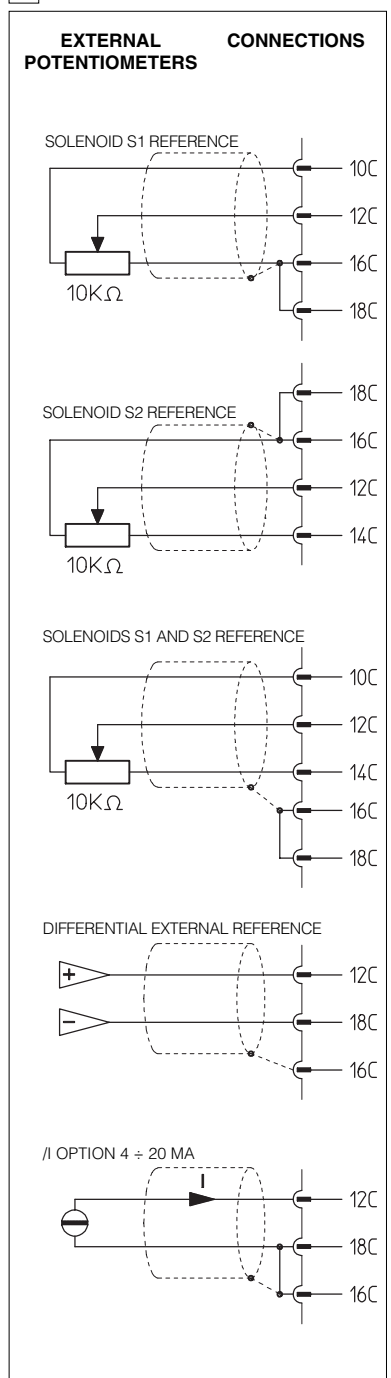 EXTERNAL CONNECTIONS
POTENTIOMETERS
SOLENOID S1 REFERENCE
10C
12C
16C
10KΩ
18C
18C
SOLENOID S2 REFERENCE
16C
12C
14C
10KΩ
SOLENOIDS S1 AND S2 REFERENCE
10C
12C
14C
10KΩ
16C
18C
DIFFERENTIAL EXTERNAL REFERENCE
+
12C
−
18C
16C
/I OPTION 4 ÷ 20 MA
I
12C
18C
16C